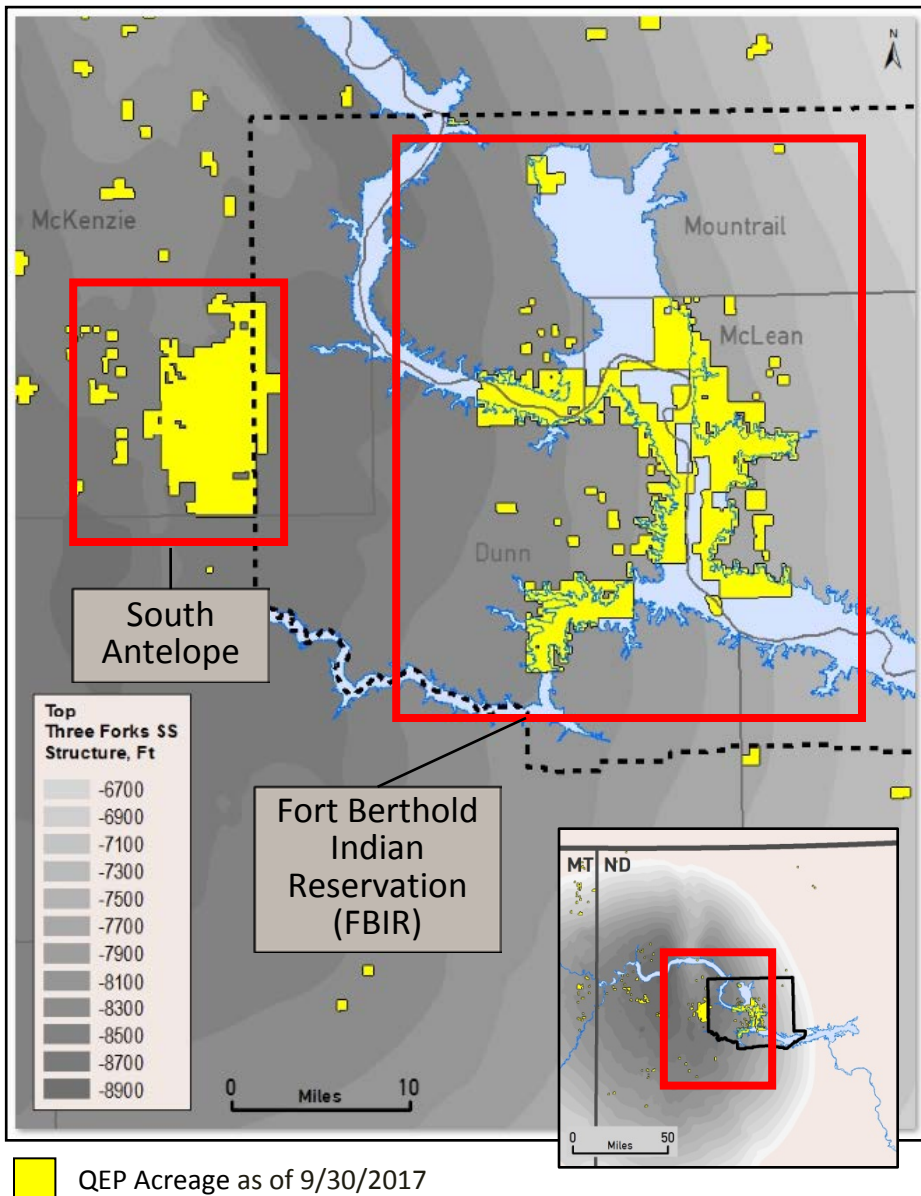 N
McKenzie
Mountrail
McLean
Dunn
South
Antelope
Fort Berthold
Indian
Reservation
(FBIR)
Top
Three Forks SS
Structure, Ft
-6700
-6900
-7100
-7300
-7500
-7700
-7900
-8100
-8300
-8500
-8700
-8900
0 10
Miles
MT ND
0 50
Miles
QEP Acreage as of 9/30/2017